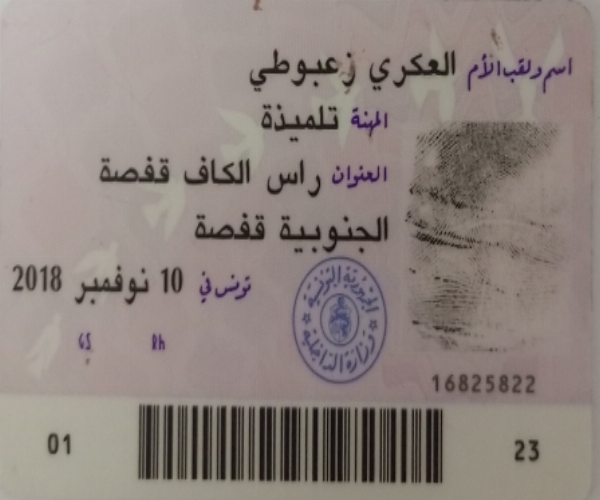 اسم ولقب الأم العكري زعبوطي
المهنة تلميذة
العنوان راس الكاف قفصة
الجنوبية قفصة
تونس في 10 نوفمبر 2018
GS Rh
الجمهورية التونسية
وزارة الداخلية
16825822
01 23